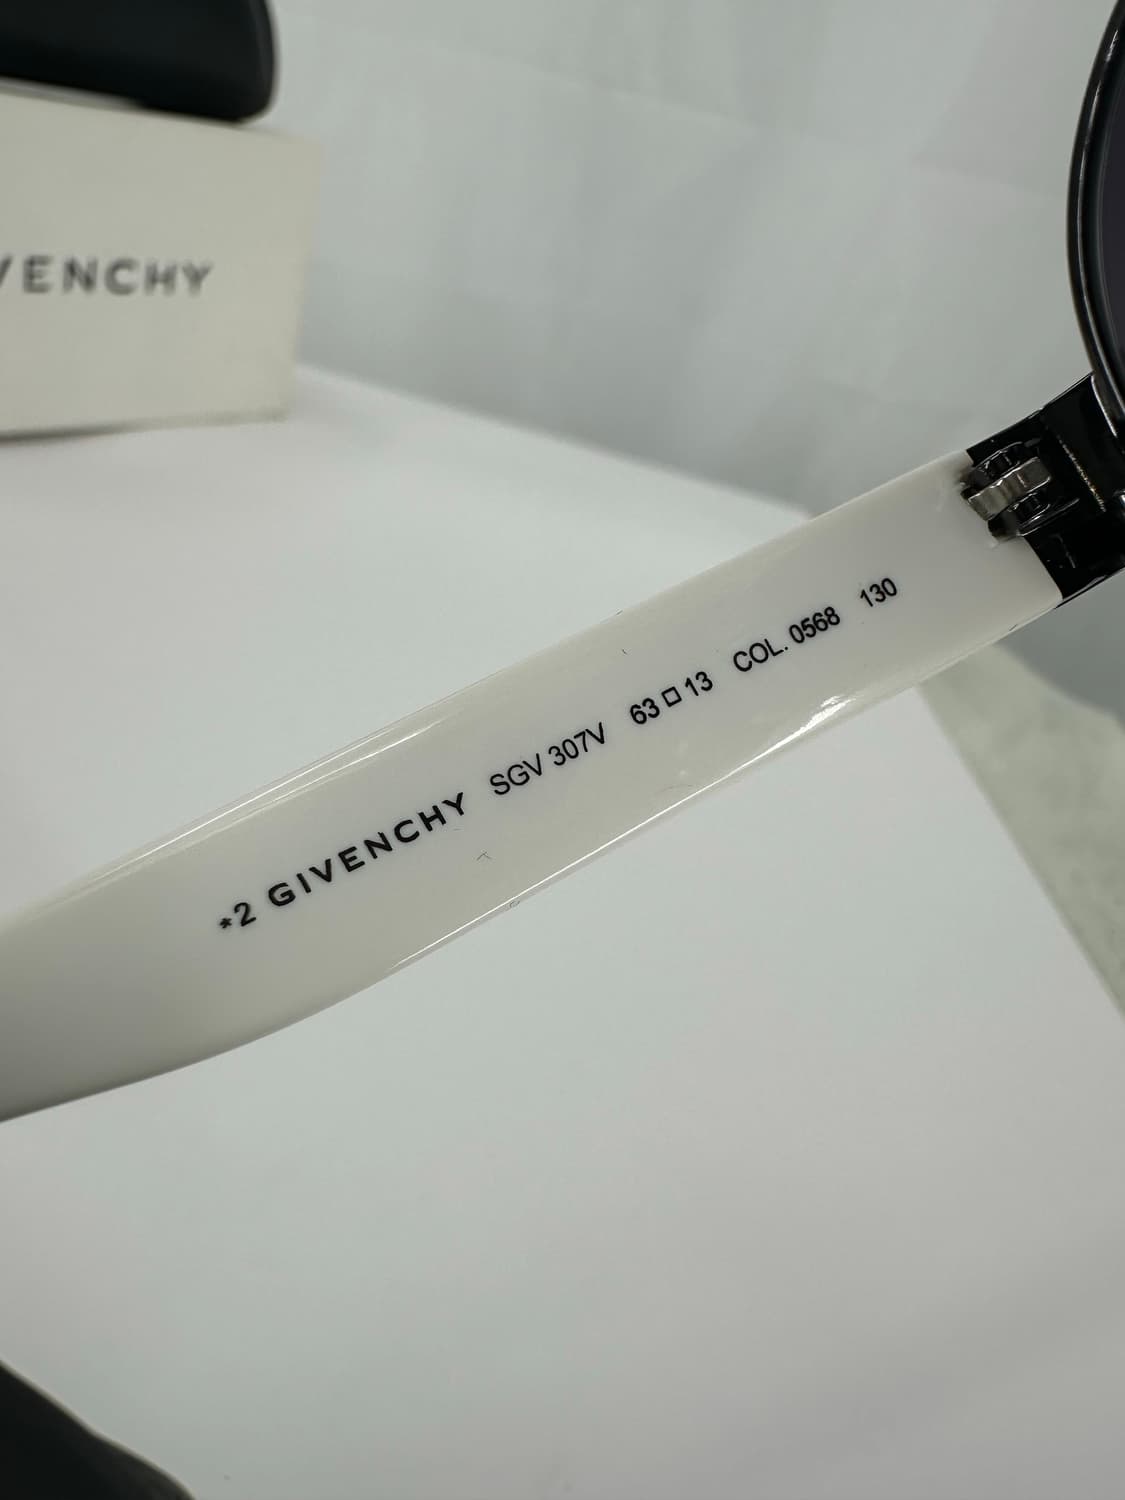 VENCHY
*2 GIVENCHY SGV 307V 63□13 COL. 0568 130